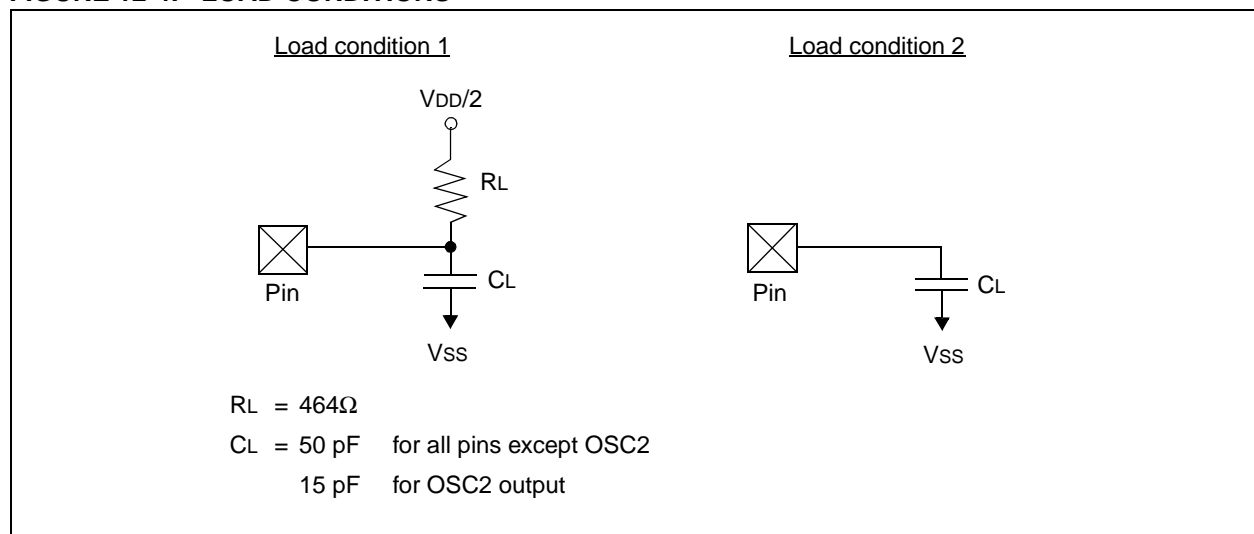 Load condition 1
Load condition 2
VDD/2
RL
CL
Pin
VSS
CL
Pin
VSS
RL = 464Ω
CL = 50 pF for all pins except OSC2
15 pF for OSC2 output